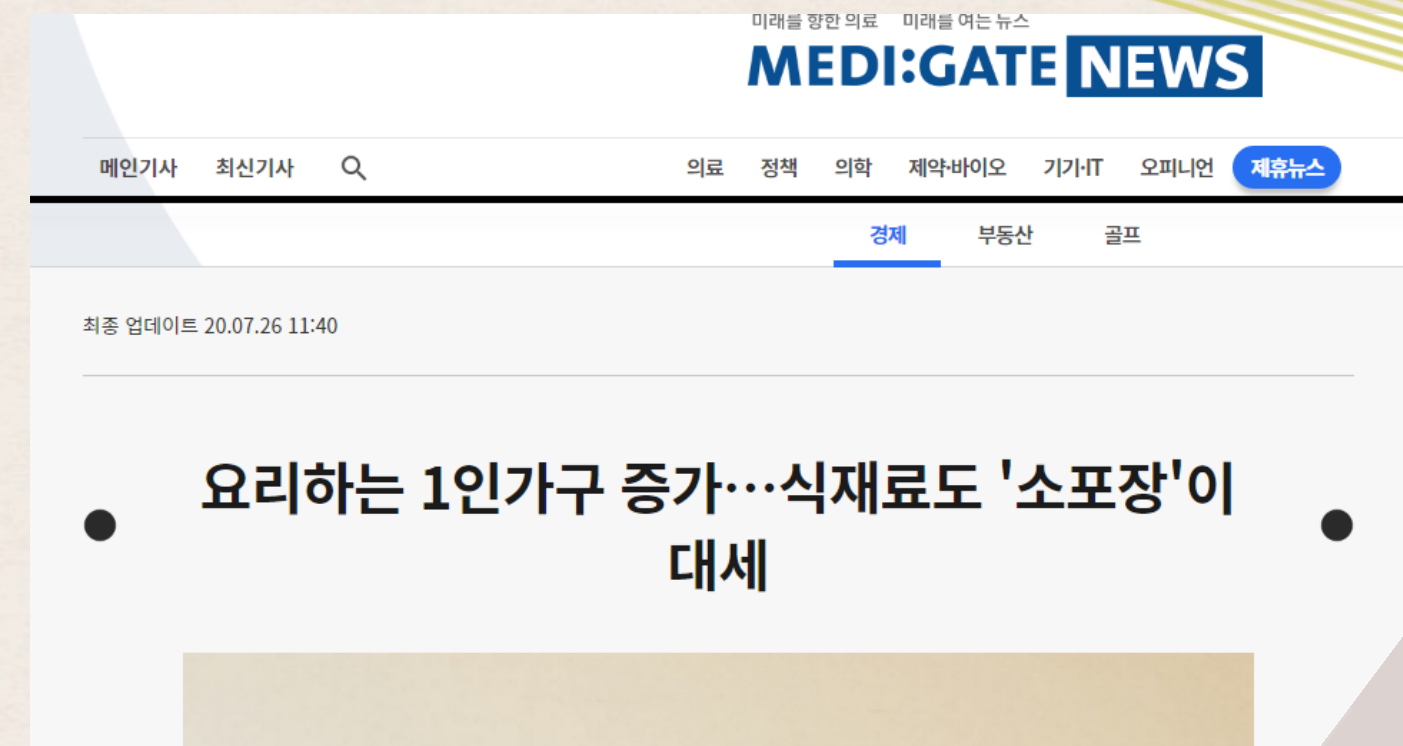 미래를 향한 의료 미래를 여는 뉴스
MEDI:GATE NEWS
메인기사 최신기사 의료 정책 의학 제약·바이오 기기·IT 오피니언 제휴뉴스
경제 부동산 골프
최종 업데이트 20.07.26 11:40
요리하는 1인가구 증가…식재료도 '소포장'이
대세